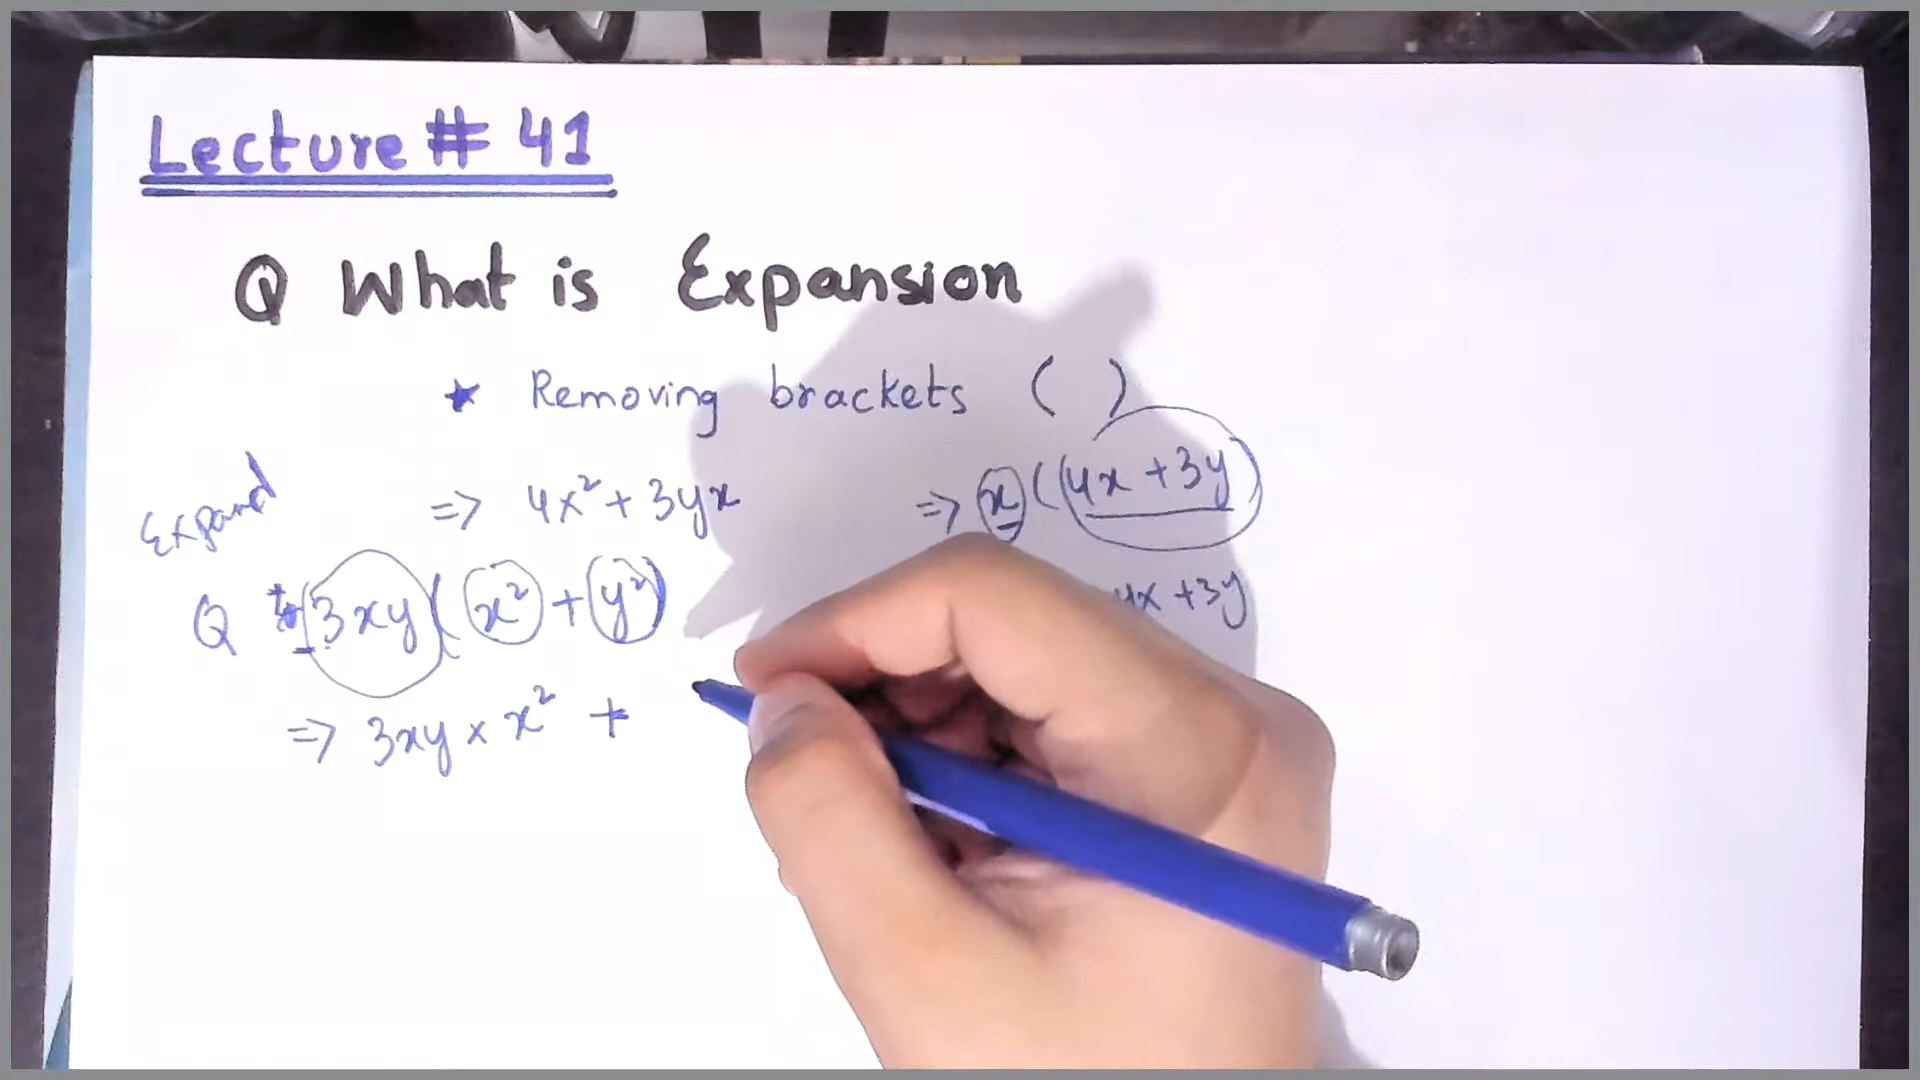 Lecture # 41
Q What is Expansion
★ Removing brackets ( )
=> 4x² + 3yx
=> x (4x + 3y)
4x + 3y
Expand
Q 3xy (x² + y²)
=> 3xy × x² +